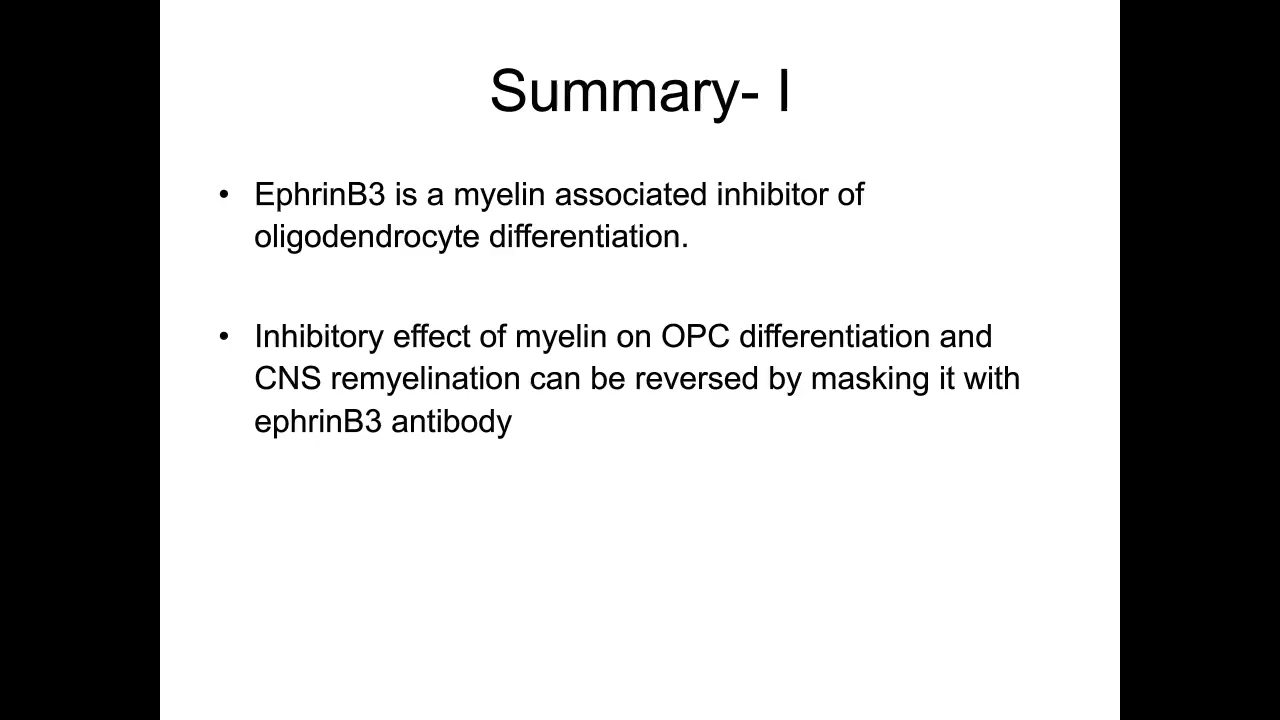 Summary- I
• EphrinB3 is a myelin associated inhibitor of
oligodendrocyte differentiation.
• Inhibitory effect of myelin on OPC differentiation and
CNS remyelination can be reversed by masking it with
ephrinB3 antibody